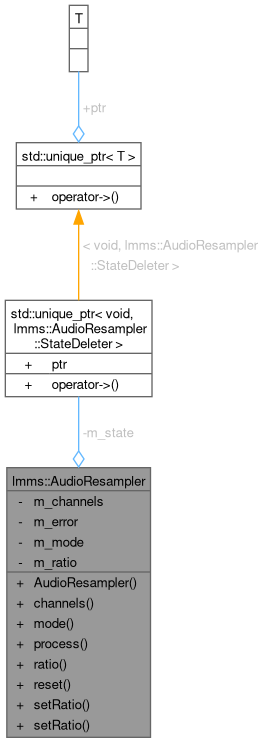 T
+ptr
std::unique_ptr< T >
+ operator->()
< void, lmms::AudioResampler
::StateDeleter >
std::unique_ptr< void,
lmms::AudioResampler
::StateDeleter >
+ ptr
+ operator->()
-m_state
lmms::AudioResampler
- m_channels
- m_error
- m_mode
- m_ratio
+ AudioResampler()
+ channels()
+ mode()
+ process()
+ ratio()
+ reset()
+ setRatio()
+ setRatio()